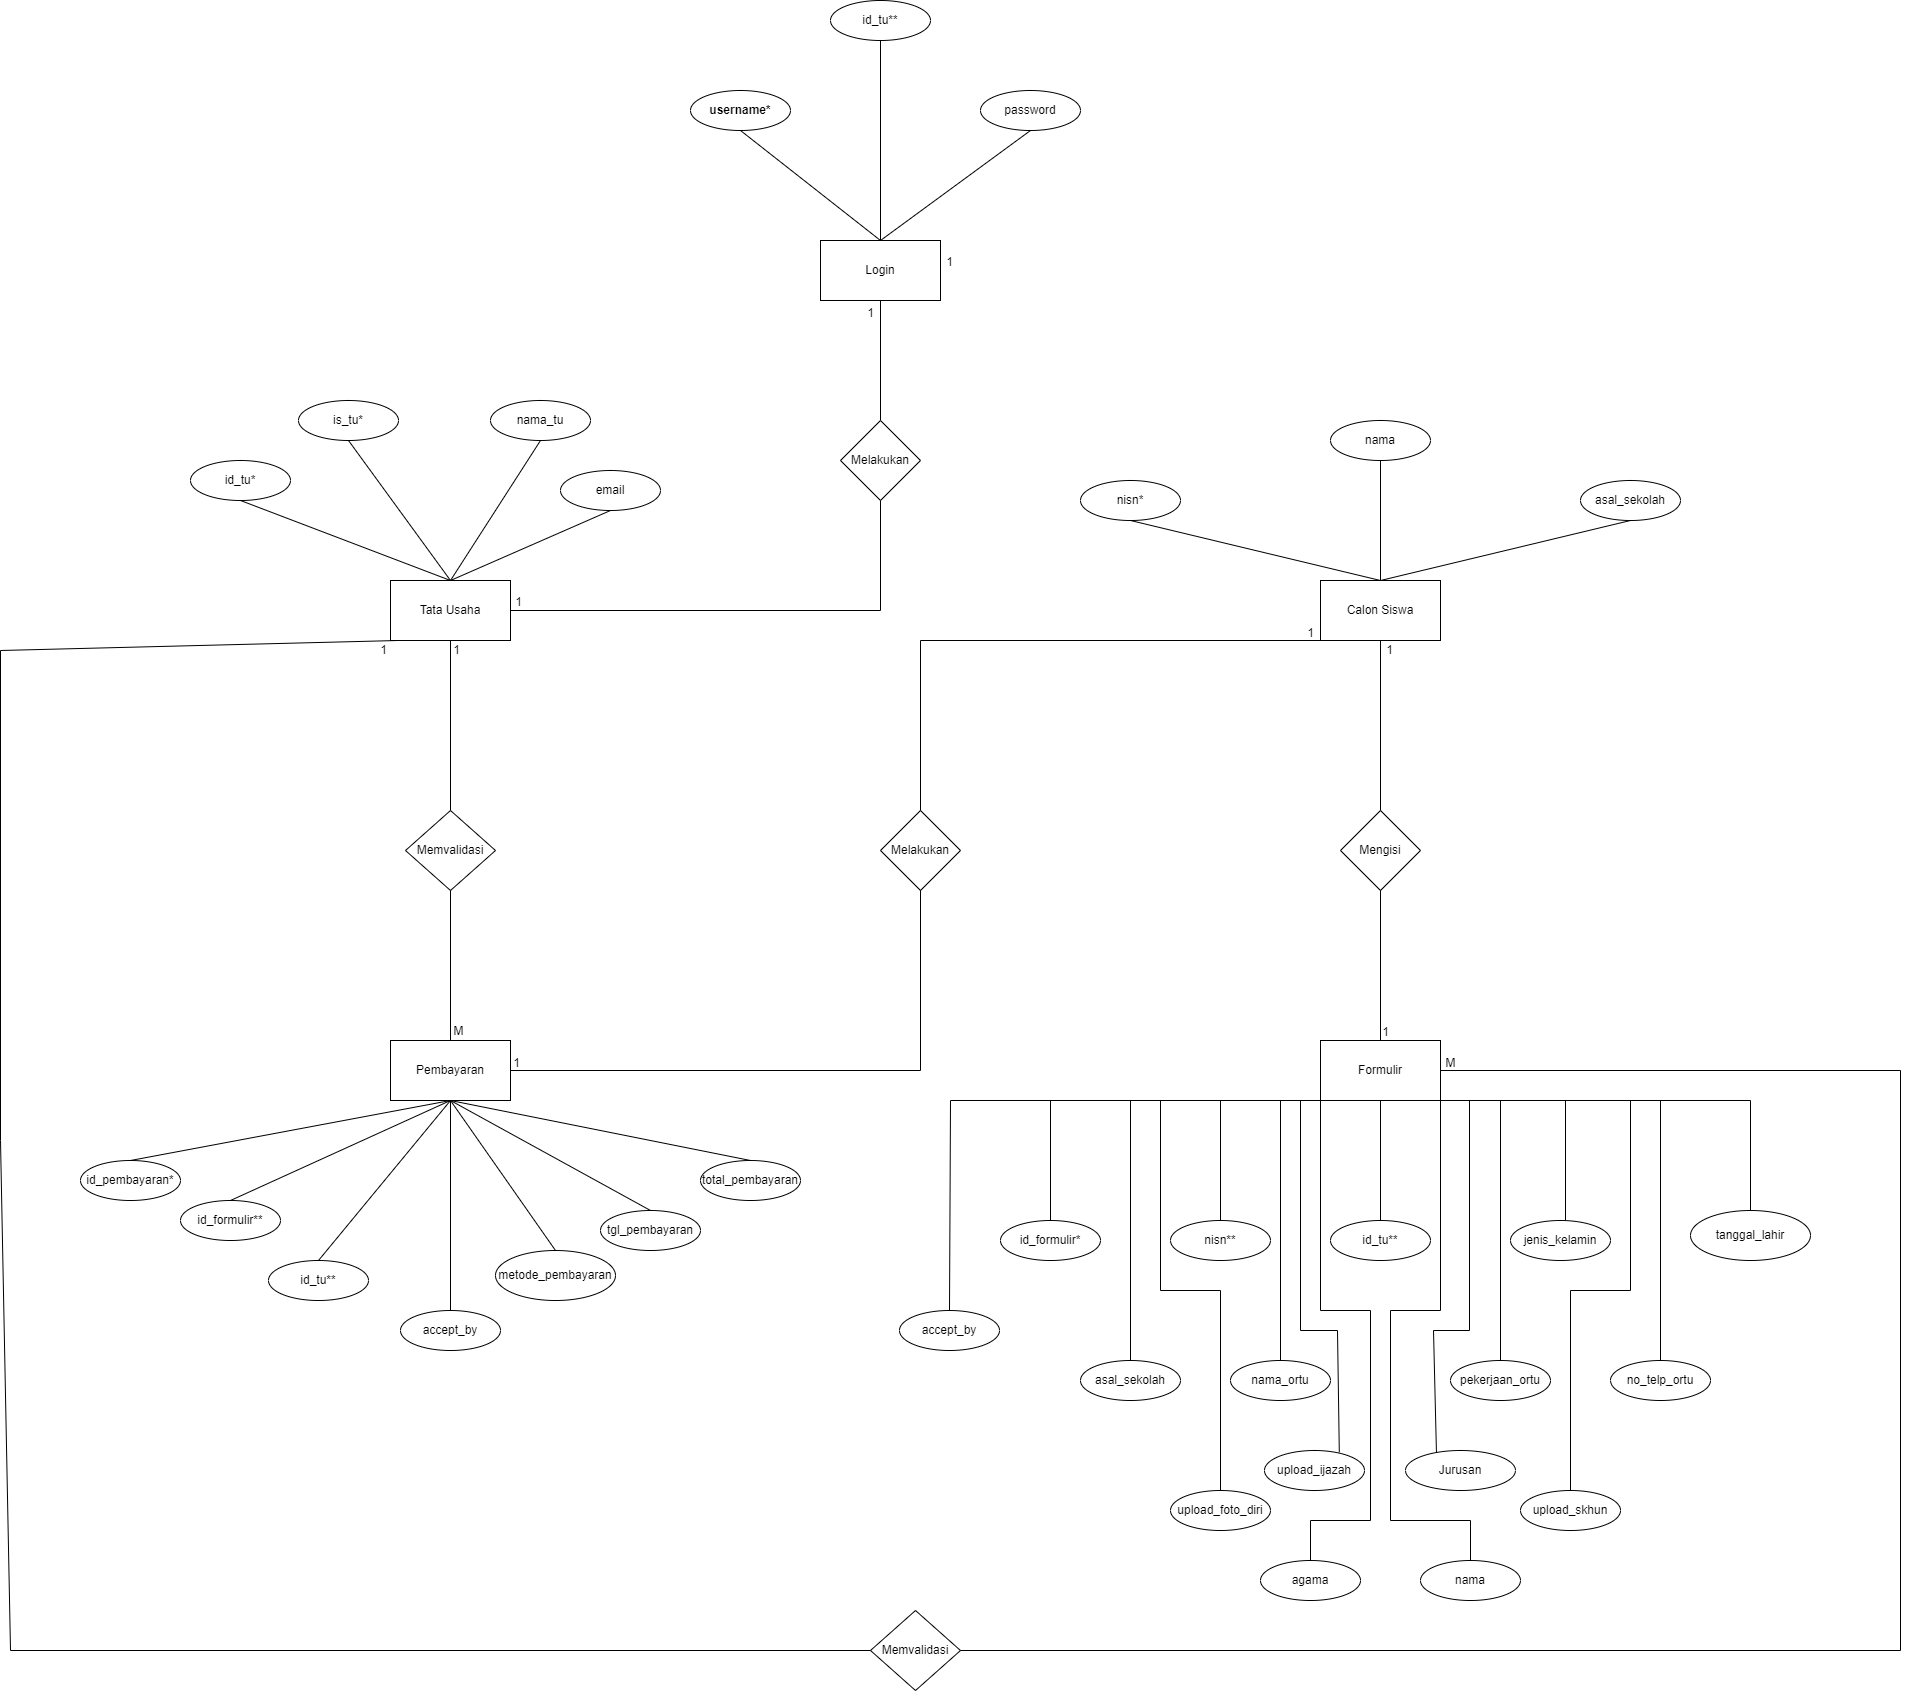 id_tu**
username*
password
Login
1
1
Melakukan
is_tu*
nama_tu
id_tu*
email
nama
nisn*
asal_sekolah
Tata Usaha
1
Calon Siswa
1
1
1
1
Memvalidasi
Melakukan
Mengisi
M
1
Pembayaran
1
Formulir
M
id_pembayaran*
total_pembayaran
id_formulir**
tgl_pembayaran
id_tu**
metode_pembayaran
accept_by
id_formulir*
nisn**
id_tu**
jenis_kelamin
tanggal_lahir
accept_by
asal_sekolah
nama_ortu
pekerjaan_ortu
no_telp_ortu
upload_ijazah
Jurusan
upload_foto_diri
upload_skhun
agama
nama
Memvalidasi